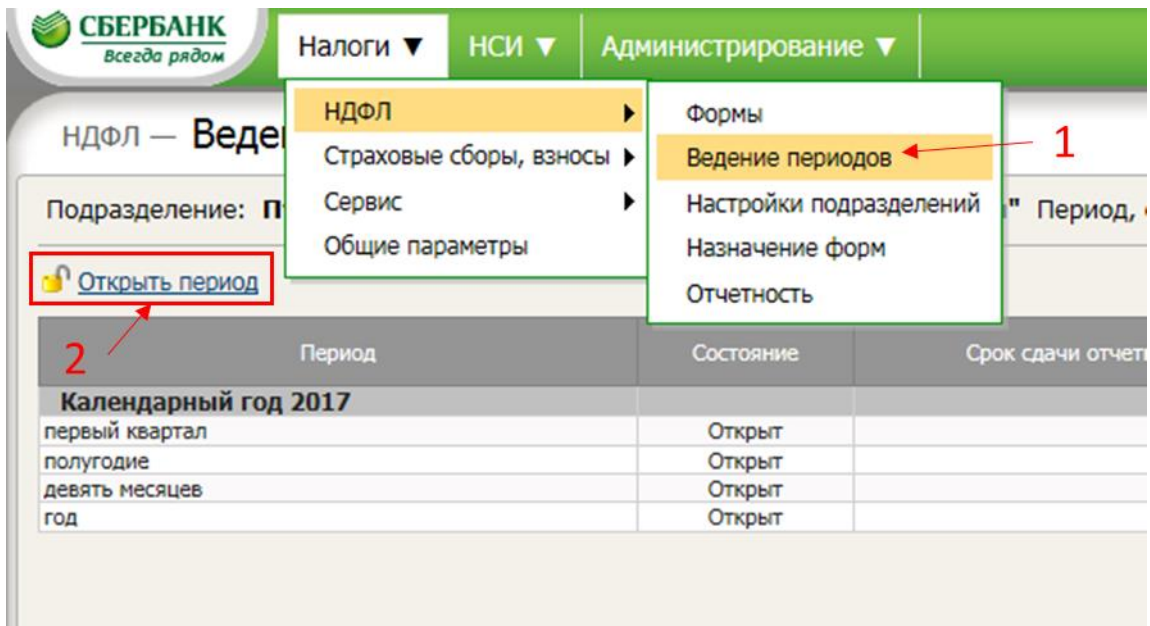 СБЕРБАНК
Всегда рядом
Налоги ▼ НСИ ▼ Администрирование ▼
НДФЛ
Страховые сборы, взносы
Сервис
Общие параметры
Формы
Ведение периодов
Настройки подразделений
Назначение форм
Отчетность
1
НДФЛ —
Подразделение: " Период,
Открыть период
2
Период Состояние Срок сдачи
Календарный год 2017
первый квартал Открыт
полугодие Открыт
девять месяцев Открыт
год Открыт